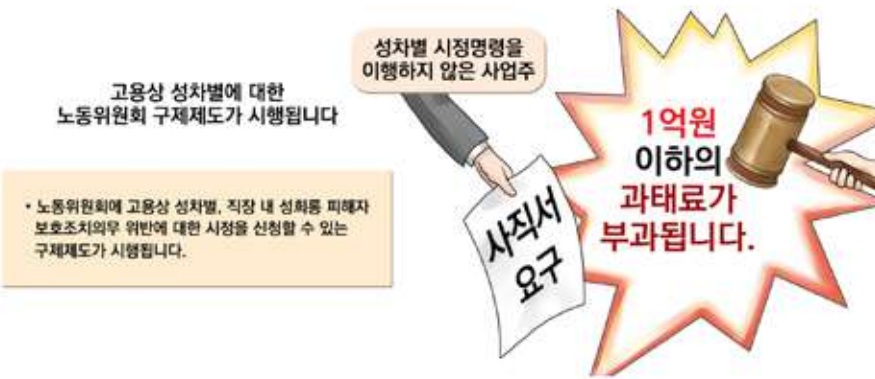 고용상 성차별에 대한
노동위원회 구제제도가 시행됩니다
• 노동위원회에 고용상 성차별, 직장 내 성희롱 피해자
보호조치의무 위반에 대한 시정을 신청할 수 있는
구제제도가 시행됩니다.
성차별 시정명령을
이행하지 않은 사업주
사직서
요구
1억원
이하의
과태료가
부과됩니다.